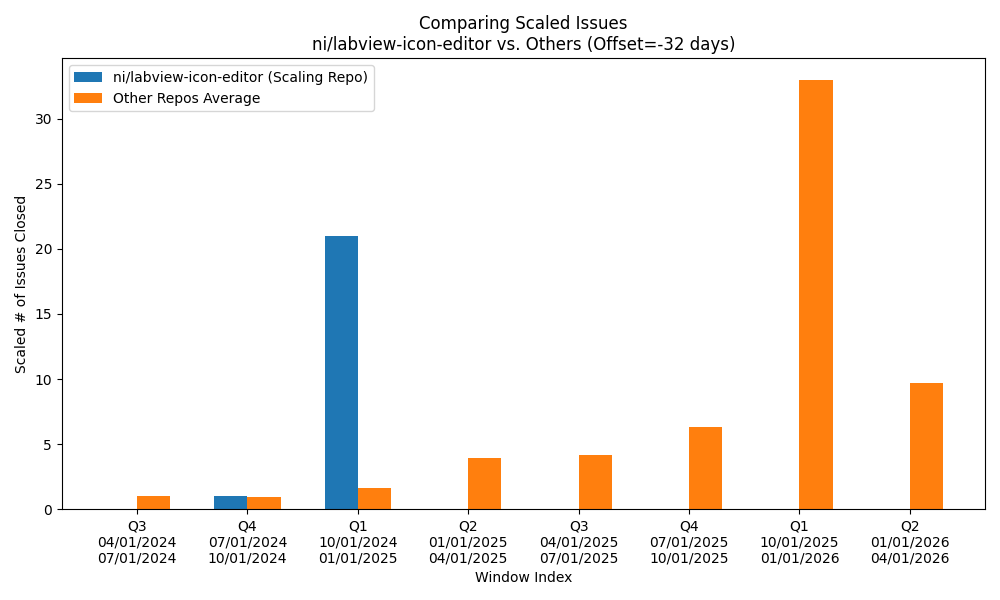 Comparing Scaled Issues
ni/labview-icon-editor vs. Others (Offset=-32 days)
ni/labview-icon-editor (Scaling Repo)
Other Repos Average
Scaled # of Issues Closed
30
25
20
15
10
5
0
Q3 Q4 Q1 Q2 Q3 Q4 Q1 Q2
04/01/2024 07/01/2024 10/01/2024 01/01/2025 04/01/2025 07/01/2025 10/01/2025 01/01/2026
07/01/2024 10/01/2024 01/01/2025 04/01/2025 07/01/2025 10/01/2025 01/01/2026 04/01/2026
Window Index